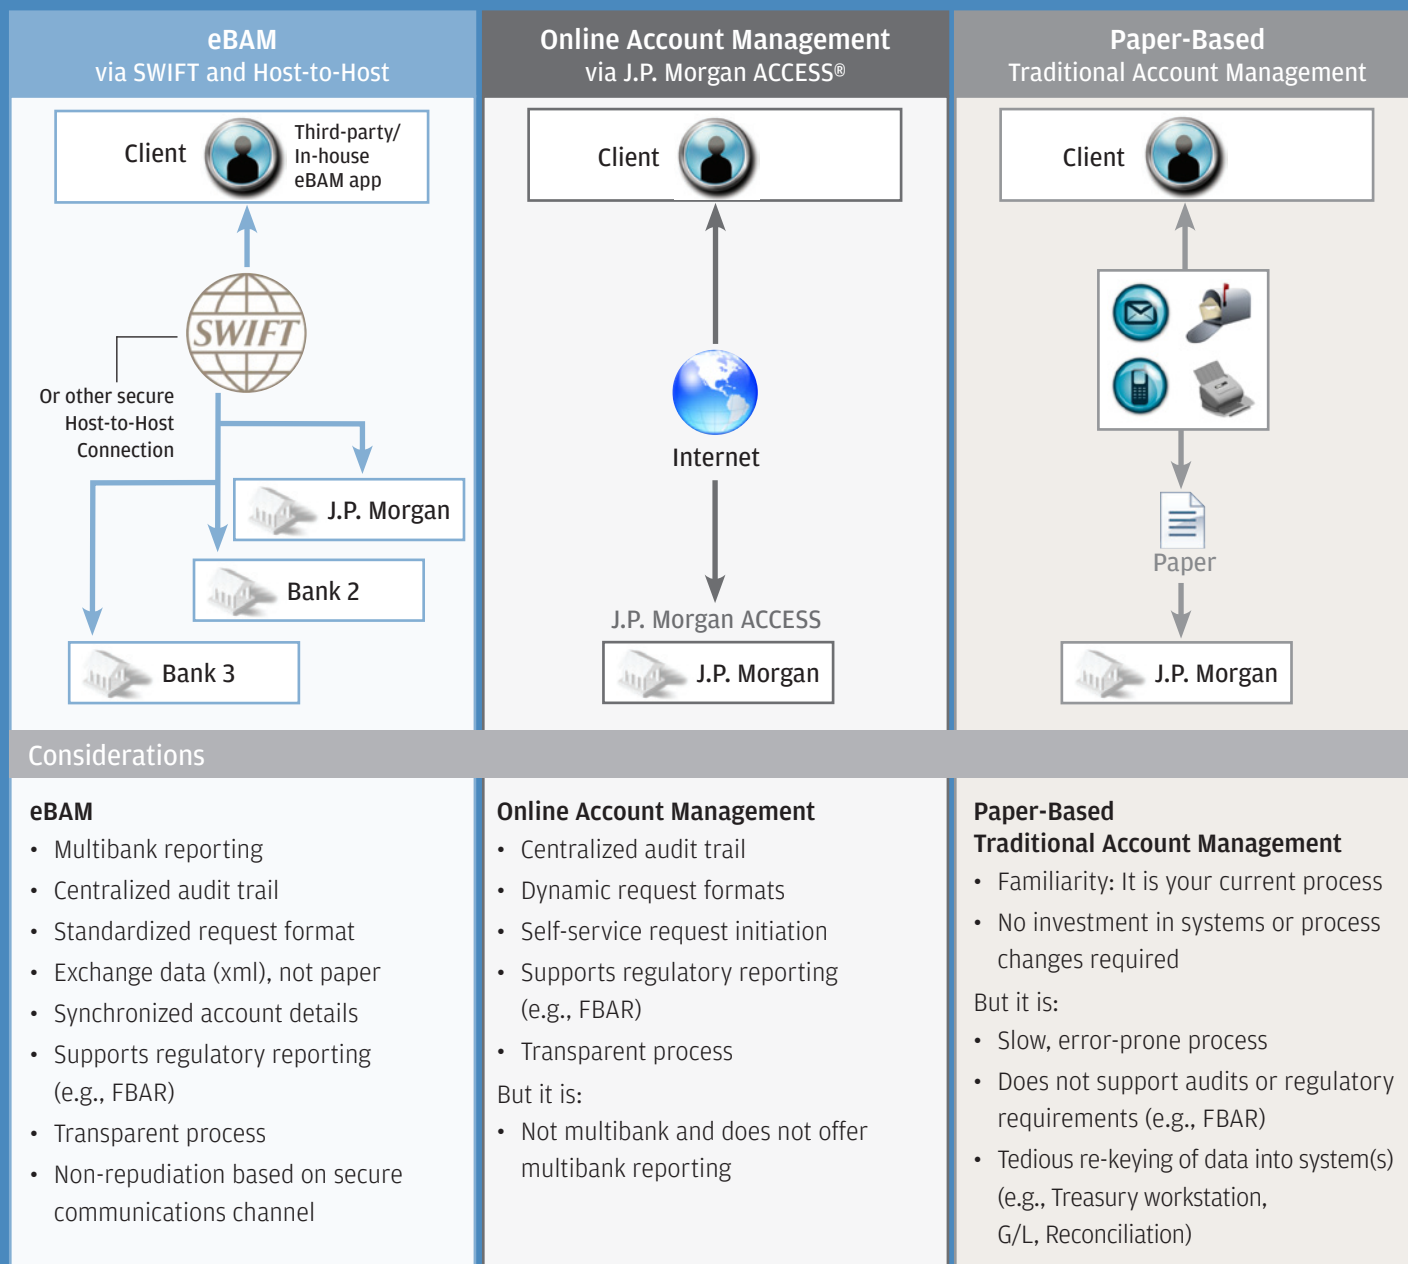 eBAM
via SWIFT and Host-to-Host
Client
Third-party/
In-house
eBAM app
SWIFT
Or other secure
Host-to-Host
Connection
J.P. Morgan
Bank 2
Bank 3
Online Account Management
via J.P. Morgan ACCESS®
Client
Internet
J.P. Morgan ACCESS
J.P. Morgan
Paper-Based
Traditional Account Management
Client
Paper
J.P. Morgan
Considerations
eBAM
• Multibank reporting
• Centralized audit trail
• Standardized request format
• Exchange data (xml), not paper
• Synchronized account details
• Supports regulatory reporting
(e.g., FBAR)
• Transparent process
• Non-repudiation based on secure
communications channel
Online Account Management
• Centralized audit trail
• Dynamic request formats
• Self-service request initiation
• Supports regulatory reporting
(e.g., FBAR)
• Transparent process
But it is:
• Not multibank and does not offer
multibank reporting
Paper-Based
Traditional Account Management
• Familiarity: It is your current process
• No investment in systems or process
changes required
But it is:
• Slow, error-prone process
• Does not support audits or regulatory
requirements (e.g., FBAR)
• Tedious re-keying of data into system(s)
(e.g., Treasury workstation,
G/L, Reconciliation)